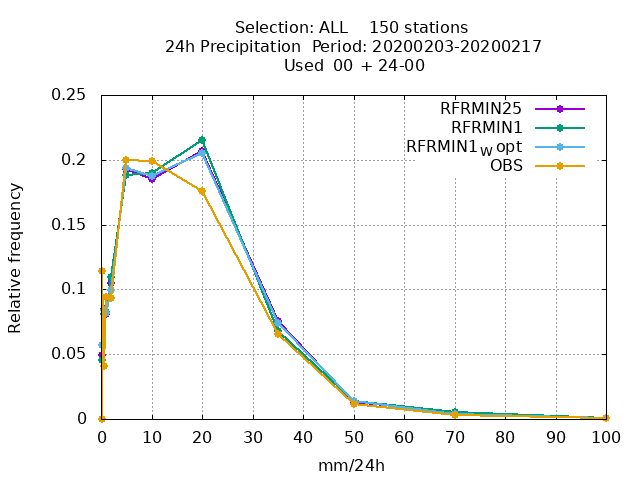 Selection: ALL    150 stations
24h Precipitation  Period: 20200203-20200217
Used  00 + 24-00
RFRMIN25
RFRMIN1
RFRMIN1W opt
OBS
Relative frequency
0.25
0.2
0.15
0.1
0.05
0
0 10 20 30 40 50 60 70 80 90 100
mm/24h